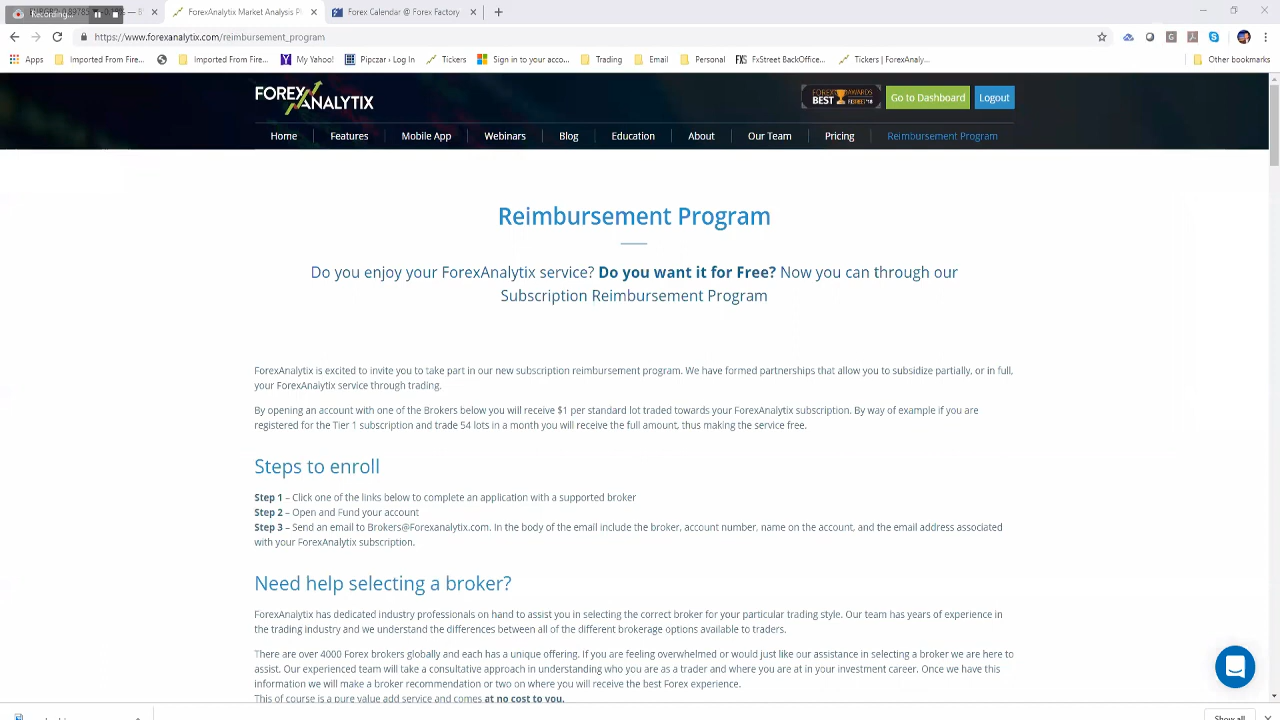 Recording...
ForexAnalytix Market Analysis P
Forex Calendar @ Forex Factory
https://www.forexanalytix.com/reimbursement_program
Apps Imported From Fire... Imported From Fire... My Yahoo! Pipczar › Log In Tickers Sign in to your acco... Trading Email Personal FxStreet BackOffice... Tickers | ForexAnaly... Other bookmarks
FOREX ANALYTIX
FOREX AWARDS BEST
Go to Dashboard
Logout
Home Features Mobile App Webinars Blog Education About Our Team Pricing Reimbursement Program
Reimbursement Program
Do you enjoy your ForexAnalytix service? Do you want it for Free? Now you can through our
Subscription Reimbursement Program
ForexAnalytix is excited to invite you to take part in our new subscription reimbursement program. We have formed partnerships that allow you to subsidize partially, or in full,
your ForexAnalytix service through trading.
By opening an account with one of the Brokers below you will receive $1 per standard lot traded towards your ForexAnalytix subscription. By way of example if you are
registered for the Tier 1 subscription and trade 54 lots in a month you will receive the full amount, thus making the service free.
Steps to enroll
Step 1 – Click one of the links below to complete an application with a supported broker
Step 2 – Open and Fund your account
Step 3 – Send an email to Brokers@Forexanalytix.com. In the body of the email include the broker, account number, name on the account, and the email address associated
with your ForexAnalytix subscription.
Need help selecting a broker?
ForexAnalytix has dedicated industry professionals on hand to assist you in selecting the correct broker for your particular trading style. Our team has years of experience in
the trading industry and we understand the differences between all of the different brokerage options available to traders.
There are over 4000 Forex brokers globally and each has a unique offering. If you are feeling overwhelmed or would just like our assistance in selecting a broker we are here to
assist. Our experienced team will take a consultative approach in understanding who you are as a trader and where you are at in your investment career. Once we have this
information we will make a broker recommendation or two on where you will receive the best Forex experience.
This of course is a pure value add service and comes at no cost to you.
Show all